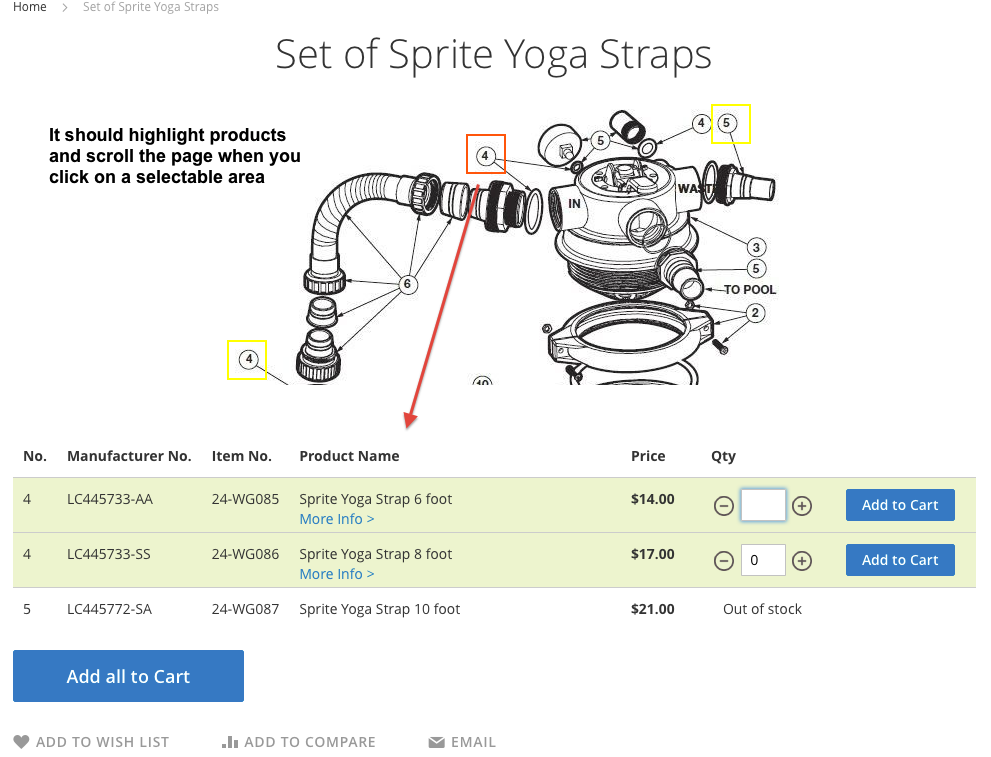 Home > Set of Sprite Yoga Straps
Set of Sprite Yoga Straps
It should highlight products
and scroll the page when you
click on a selectable area
4
5
4
5
4
IN
WAST
3
5
6
TO POOL
2
4
10
No. Manufacturer No. Item No. Product Name Price Qty
4 LC445733-AA 24-WG085 Sprite Yoga Strap 6 foot $14.00 Add to Cart
More Info >
4 LC445733-SS 24-WG086 Sprite Yoga Strap 8 foot $17.00 0 Add to Cart
More Info >
5 LC445772-SA 24-WG087 Sprite Yoga Strap 10 foot $21.00 Out of stock
Add all to Cart
ADD TO WISH LIST ADD TO COMPARE EMAIL